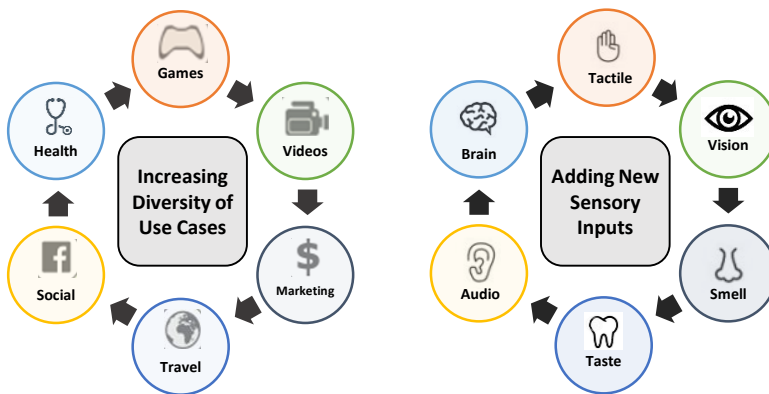 Games
Videos
Marketing
Travel
Social
Health
Increasing
Diversity of
Use Cases
Tactile
Vision
Smell
Taste
Audio
Brain
Adding New
Sensory
Inputs